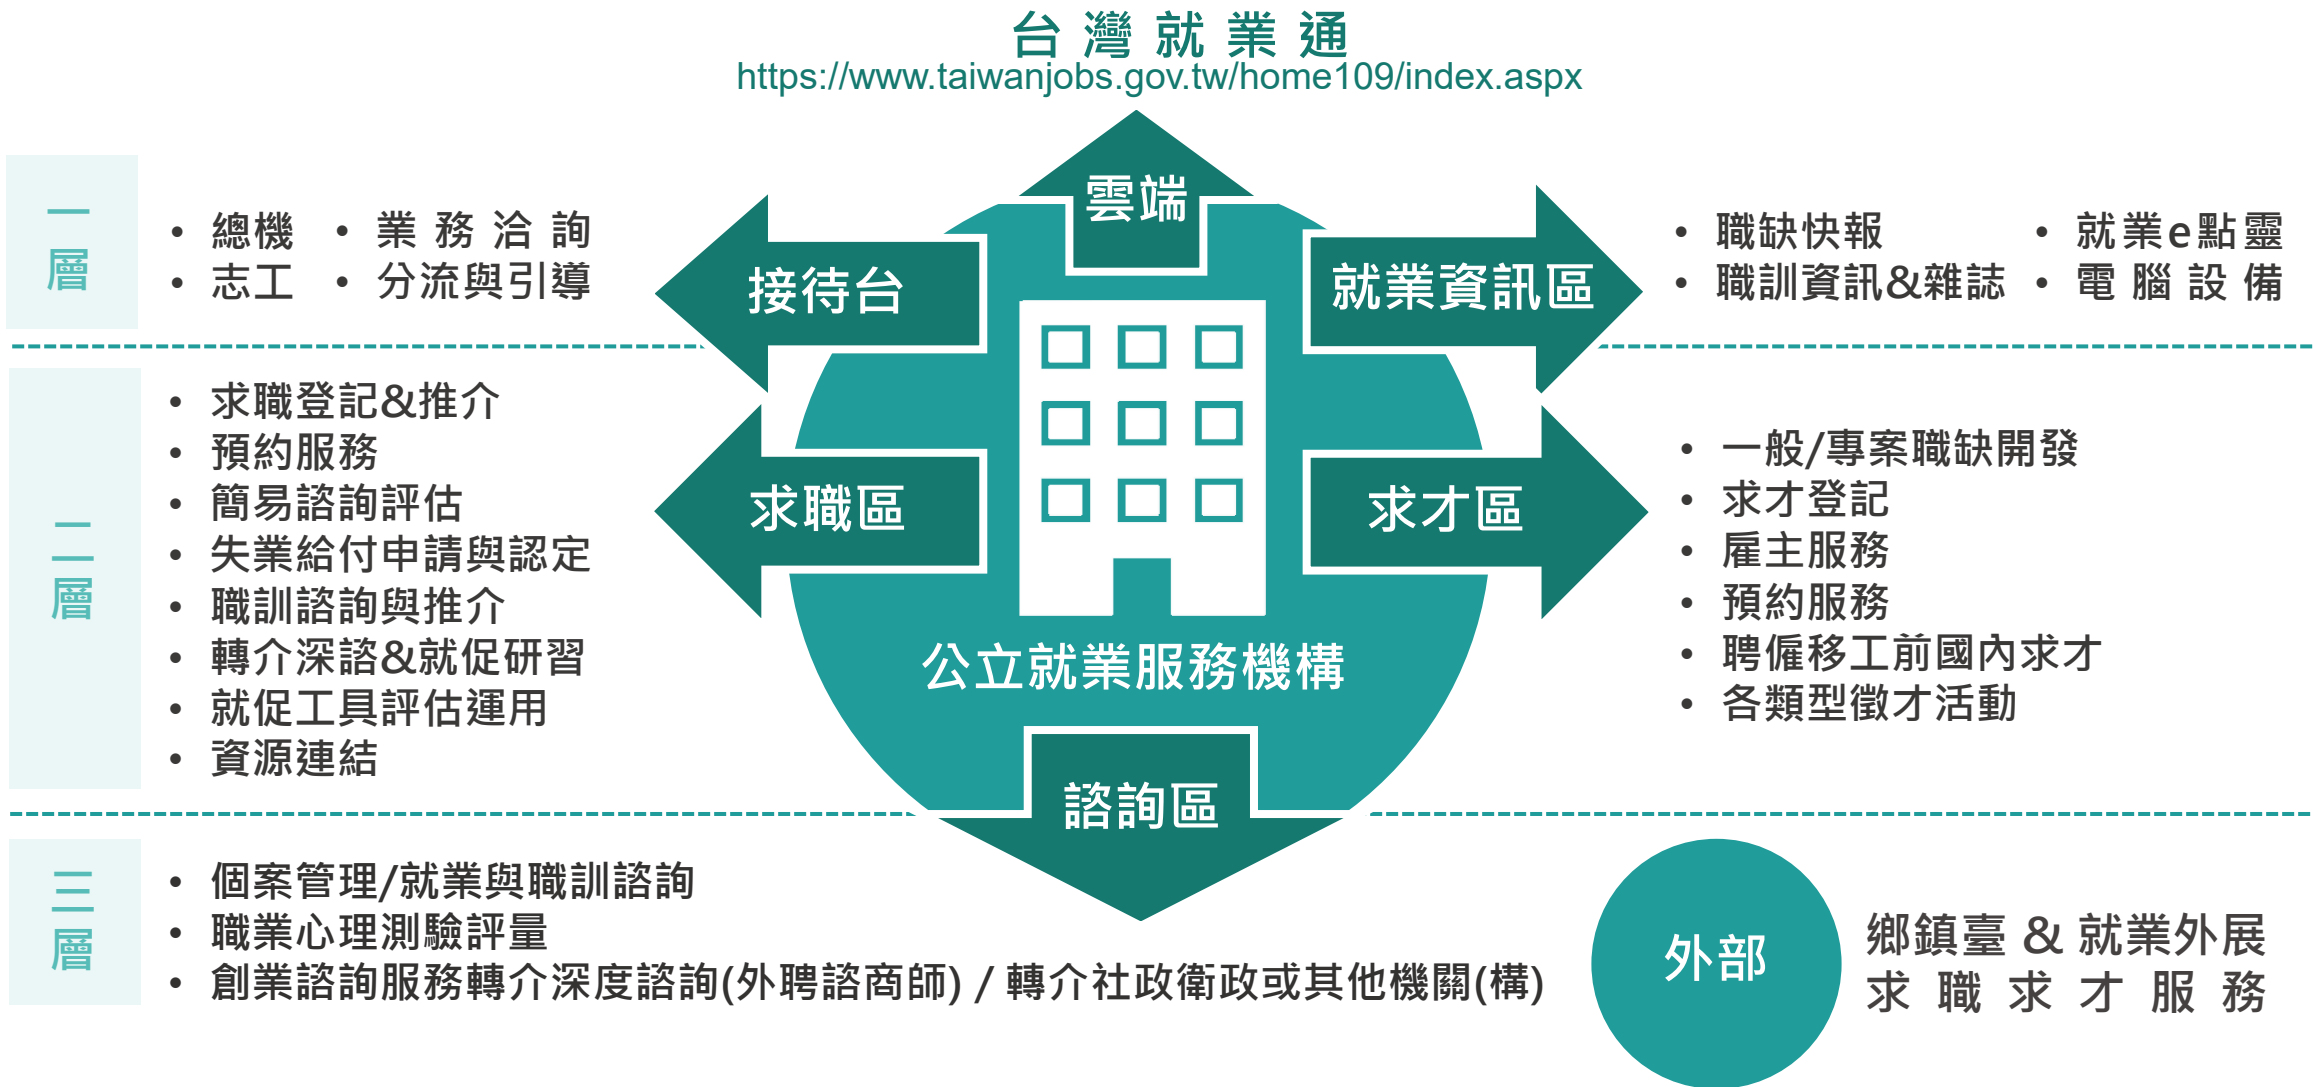 台灣就業通
https://www.taiwanjobs.gov.tw/home109/index.aspx
雲端
一層
接待台
• 總機
• 業務洽詢
• 志工
• 分流與引導
就業資訊區
• 職缺快報
• 就業e點靈
• 職訓資訊&雜誌
• 電腦設備
二層
求職區
• 求職登記&推介
• 預約服務
• 簡易諮詢評估
• 失業給付申請與認定
• 職訓諮詢與推介
• 轉介深諮&就促研習
• 就促工具評估運用
• 資源連結
求才區
• 一般/專案職缺開發
• 求才登記
• 雇主服務
• 預約服務
• 聘僱移工前國內求才
• 各類型徵才活動
公立就業服務機構
諮詢區
三層
• 個案管理/就業與職訓諮詢
• 職業心理測驗評量
• 創業諮詢服務轉介深度諮詢(外聘諮商師) / 轉介社政衛政或其他機關(構)
外部
鄉鎮臺 & 就業外展
求職求才服務